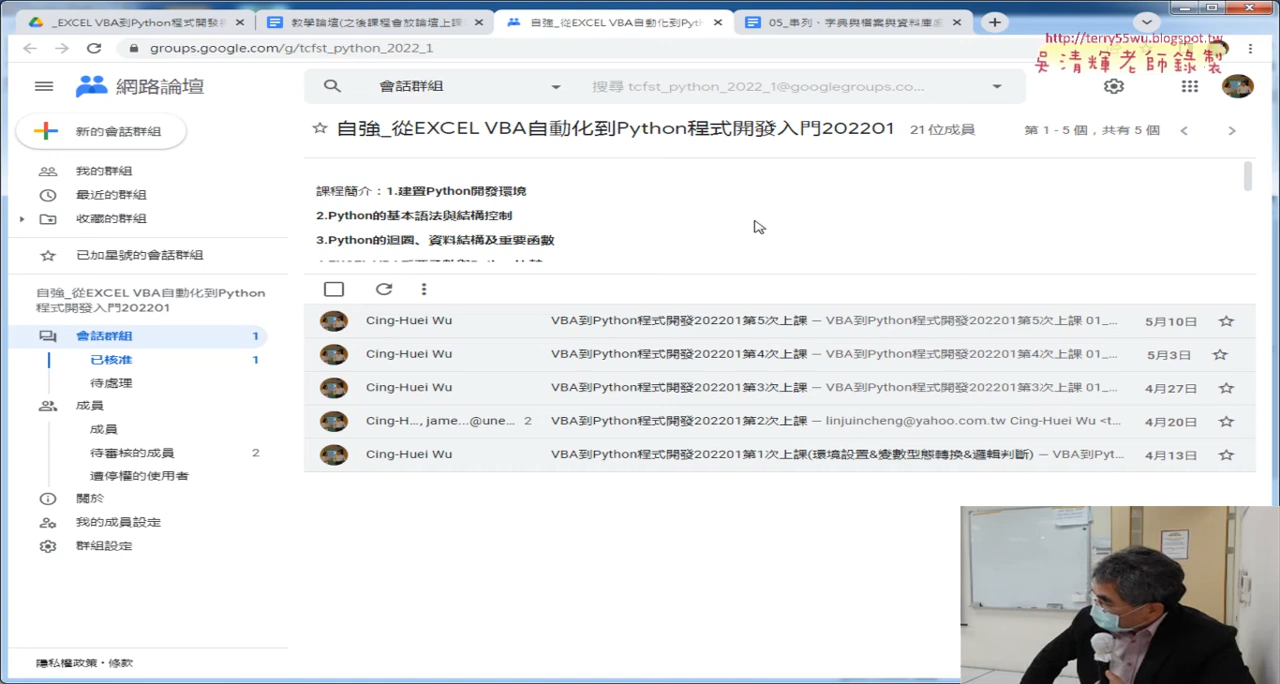 _EXCEL VBA到Python程式開發
教學論壇(之後課程會放論壇上課
自強_從EXCEL VBA自動化到Pyth
05_串列、字典與檔案與資料庫處
groups.google.com/g/tcfst_python_2022_1
http://terry55wu.blogspot.tw
吳清輝老師錄製
網路論壇
會話群組
搜尋 tcfst_python_2022_1@googlegroups.co...
新的會話群組
自強_從EXCEL VBA自動化到Python程式開發入門202201
21 位成員
第 1 - 5 個，共有 5 個
我的群組
最近的群組
收藏的群組
已加星號的會話群組
自強_從EXCEL VBA自動化到Python
程式開發入門202201
會話群組 1
已核准 1
待處理
成員
成員
待審核的成員 2
遭停權的使用者
關於
我的成員設定
群組設定
隱私權政策・條款
課程簡介：1.建置Python開發環境
2.Python的基本語法與結構控制
3.Python的迴圈、資料結構及重要函數
Cing-Huei Wu VBA到Python程式開發202201第5次上課 – VBA到Python程式開發202201第5次上課 01_... 5月10日
Cing-Huei Wu VBA到Python程式開發202201第4次上課 – VBA到Python程式開發202201第4次上課 01_... 5月3日
Cing-Huei Wu VBA到Python程式開發202201第3次上課 – VBA到Python程式開發202201第3次上課 01_... 4月27日
Cing-H..., jame...@une... 2 VBA到Python程式開發202201第2次上課 – linjuincheng@yahoo.com.tw Cing-Huei Wu <t... 4月20日
Cing-Huei Wu VBA到Python程式開發202201第1次上課(環境設置&變數型態轉換&邏輯判斷) – VBA到Pyt... 4月13日